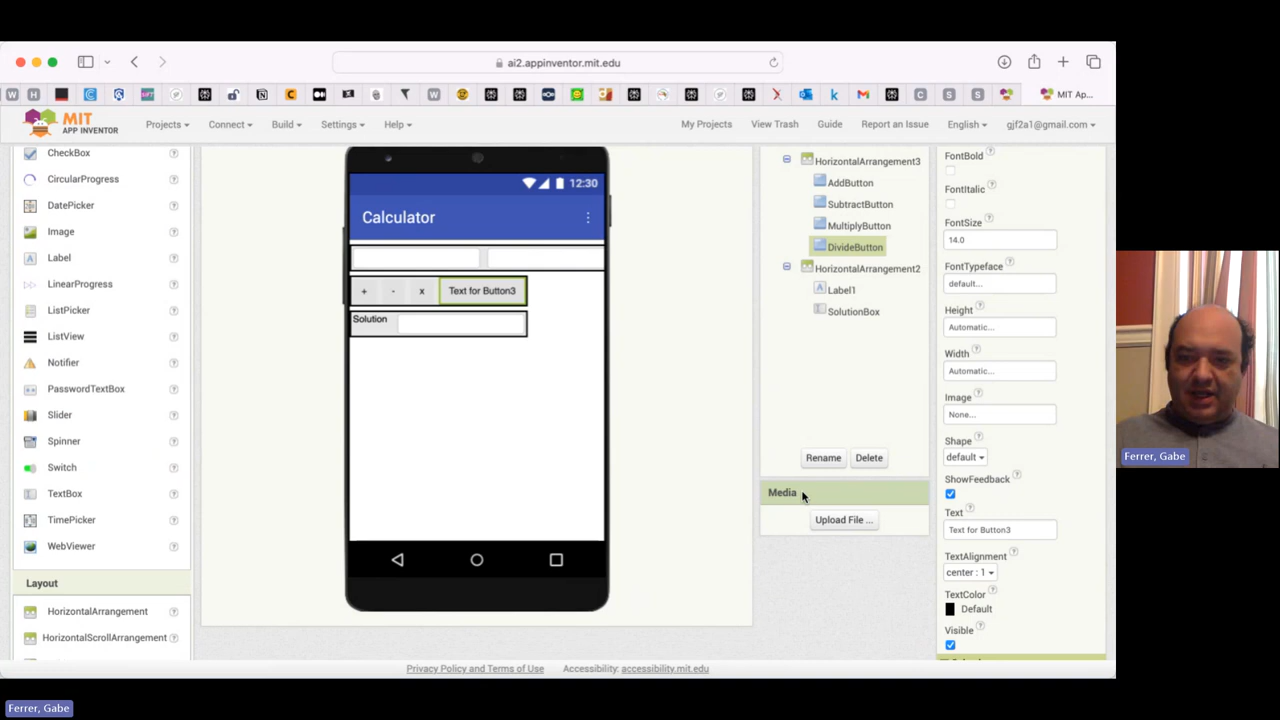 ai2.appinventor.mit.edu
MIT Ap...
MIT
APP INVENTOR
Projects
Connect
Build
Settings
Help
My Projects
View Trash
Guide
Report an Issue
English
gjf2a1@gmail.com
CheckBox
CircularProgress
DatePicker
Image
Label
LinearProgress
ListPicker
ListView
Notifier
PasswordTextBox
Slider
Spinner
Switch
TextBox
TimePicker
WebViewer
Layout
HorizontalArrangement
HorizontalScrollArrangement
12:30
Calculator
+ - x Text for Button3
Solution
HorizontalArrangement3
AddButton
SubtractButton
MultiplyButton
DivideButton
HorizontalArrangement2
Label1
SolutionBox
Rename Delete
Media
Upload File ...
FontBold
FontItalic
FontSize
14.0
FontTypeface
default...
Height
Automatic...
Width
Automatic...
Image
None...
Shape
default
ShowFeedback
Text
Text for Button3
TextAlignment
center : 1
TextColor
Default
Visible
Privacy Policy and Terms of Use
Accessibility: accessibility.mit.edu
Ferrer, Gabe
Ferrer, Gabe